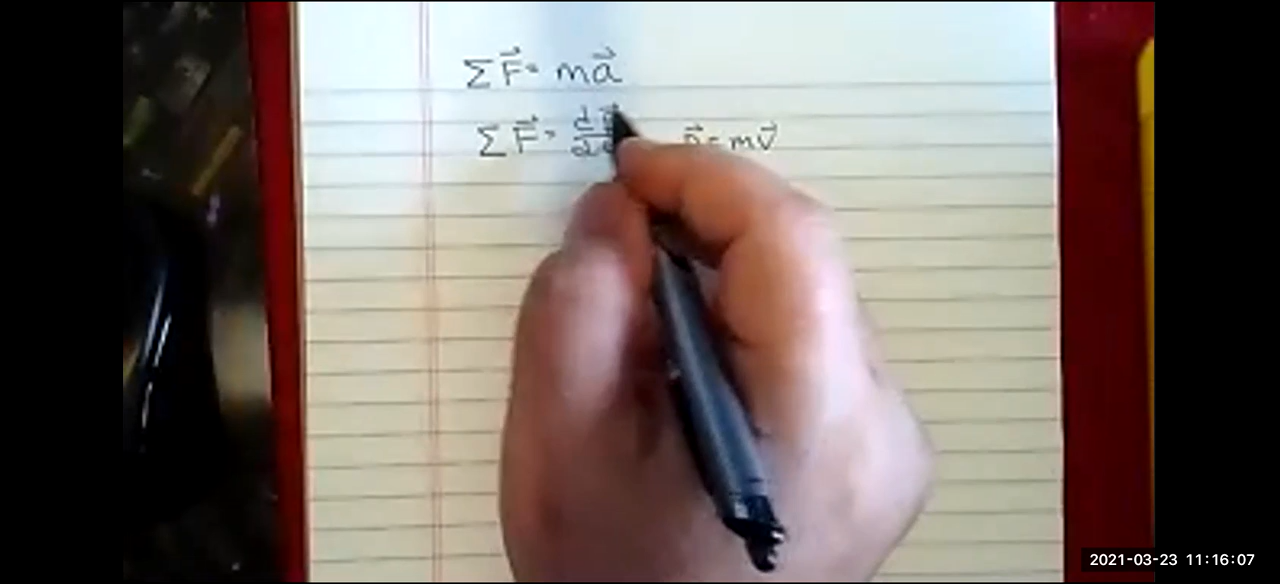 ΣF⃗ = ma⃗
ΣF⃗ = dp⃗/dt p⃗ = mv⃗
2021-03-23 11:16:07